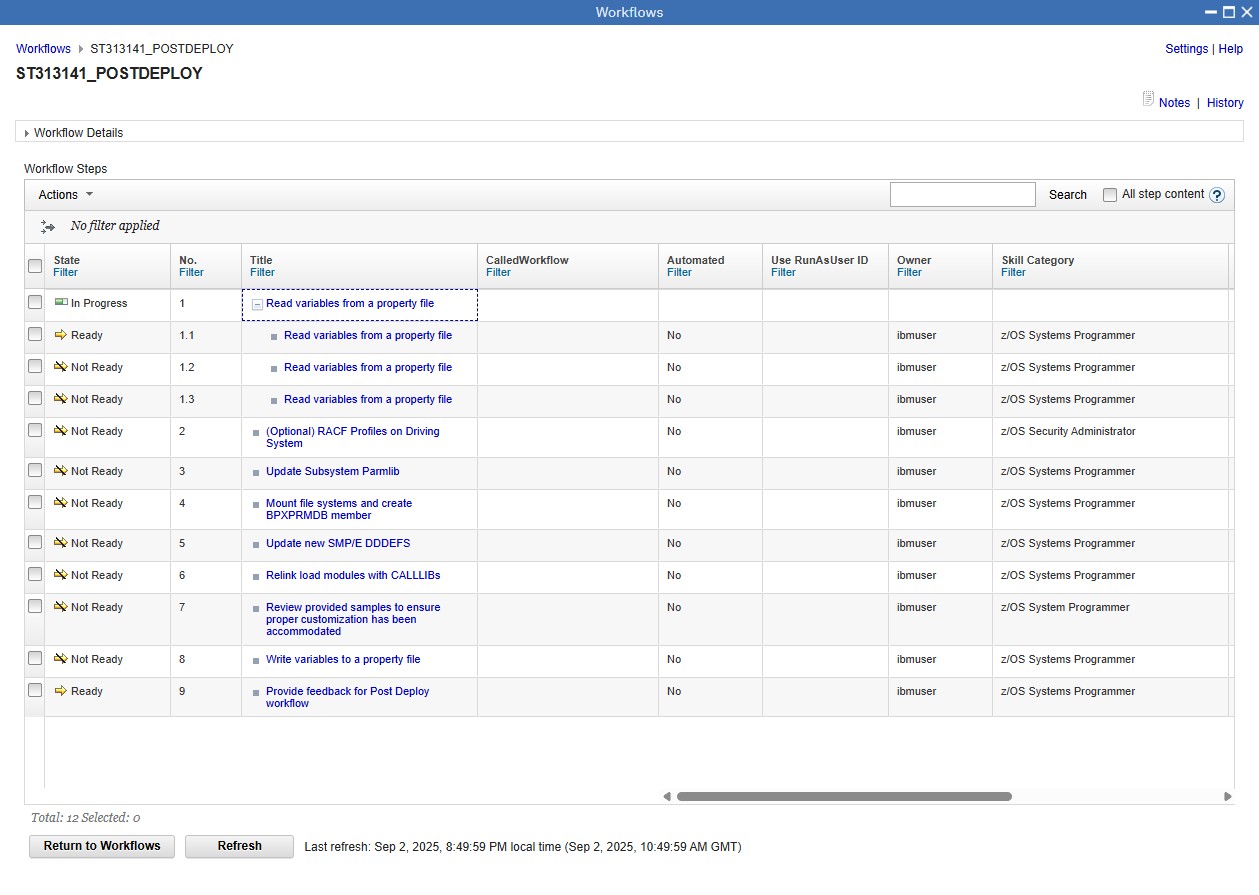 Workflows
Workflows ST313141_POSTDEPLOY Settings | Help
ST313141_POSTDEPLOY
Notes | History
Workflow Details
Workflow Steps
Actions Search All step content ?
No filter applied
State No. Title CalledWorkflow Automated Use RunAsUser ID Owner Skill Category
Filter Filter Filter Filter Filter Filter Filter Filter
In Progress 1 Read variables from a property file
Ready 1.1 Read variables from a property file No ibmuser z/OS Systems Programmer
Not Ready 1.2 Read variables from a property file No ibmuser z/OS Systems Programmer
Not Ready 1.3 Read variables from a property file No ibmuser z/OS Systems Programmer
Not Ready 2 (Optional) RACF Profiles on Driving No ibmuser z/OS Security Administrator
System
Not Ready 3 Update Subsystem Parmlib No ibmuser z/OS Systems Programmer
Not Ready 4 Mount file systems and create No ibmuser z/OS Systems Programmer
BPXPRMDB member
Not Ready 5 Update new SMP/E DDDEFS No ibmuser z/OS Systems Programmer
Not Ready 6 Relink load modules with CALLLIBs No ibmuser z/OS Systems Programmer
Not Ready 7 Review provided samples to ensure No ibmuser z/OS System Programmer
proper customization has been
accommodated
Not Ready 8 Write variables to a property file No ibmuser z/OS Systems Programmer
Ready 9 Provide feedback for Post Deploy No ibmuser z/OS Systems Programmer
workflow
Total: 12 Selected: 0
Return to Workflows Refresh Last refresh: Sep 2, 2025, 8:49:59 PM local time (Sep 2, 2025, 10:49:59 AM GMT)